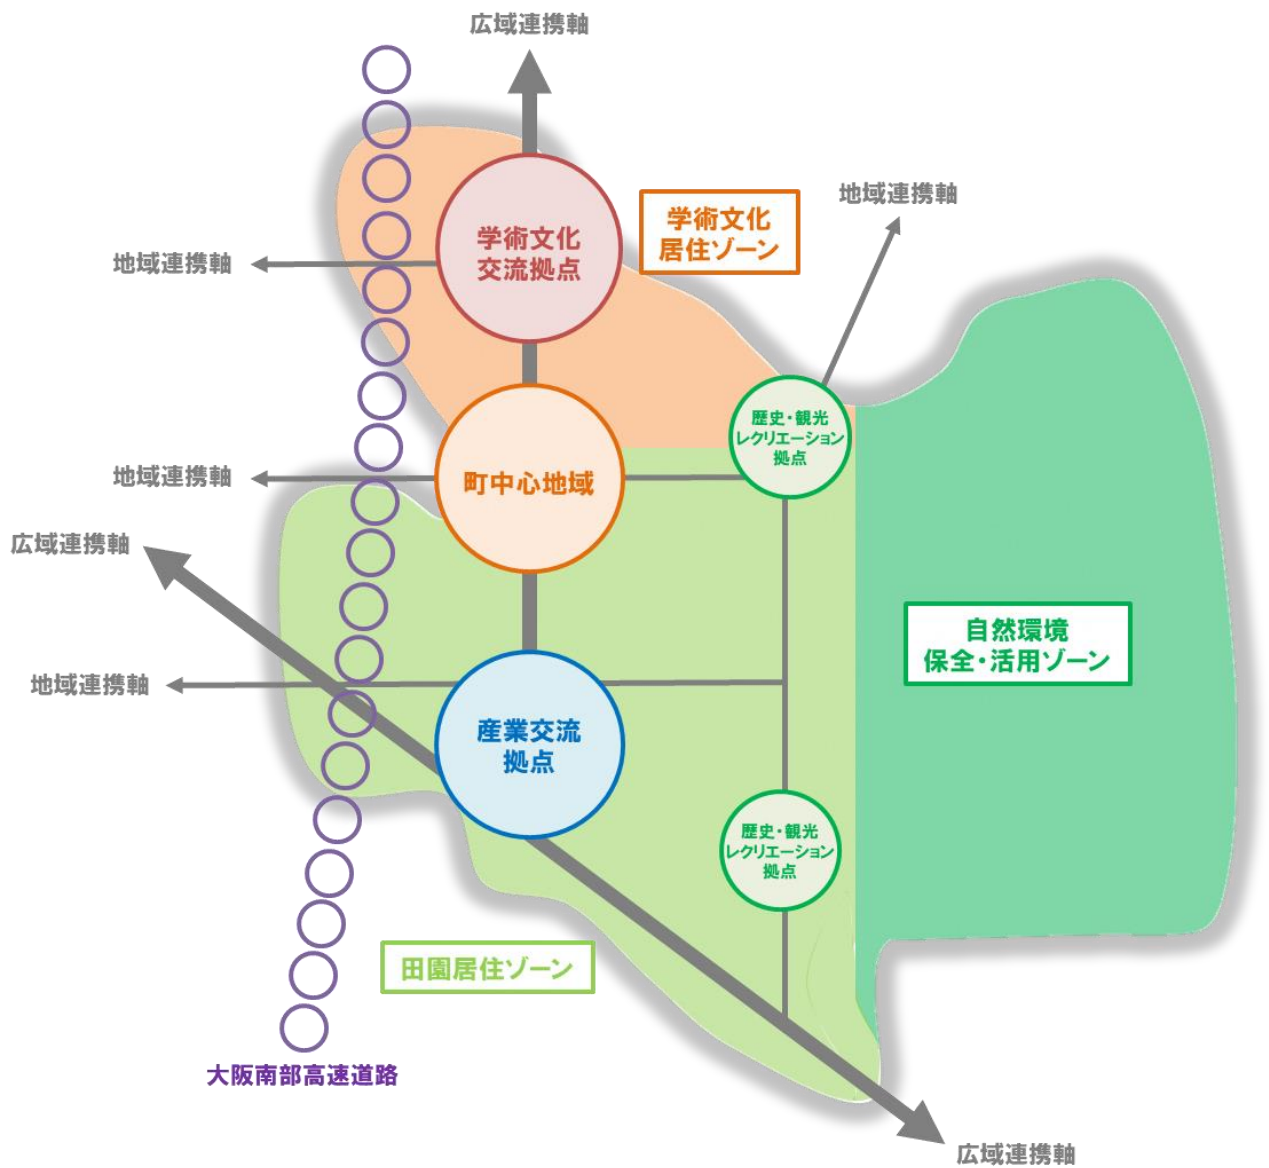 広域連携軸
地域連携軸
学術文化
居住ゾーン
学術文化
交流拠点
地域連携軸
歴史・観光
レクリエーション
拠点
地域連携軸
町中心地域
広域連携軸
自然環境
保全・活用ゾーン
地域連携軸
産業交流
拠点
歴史・観光
レクリエーション
拠点
田園居住ゾーン
大阪南部高速道路
広域連携軸